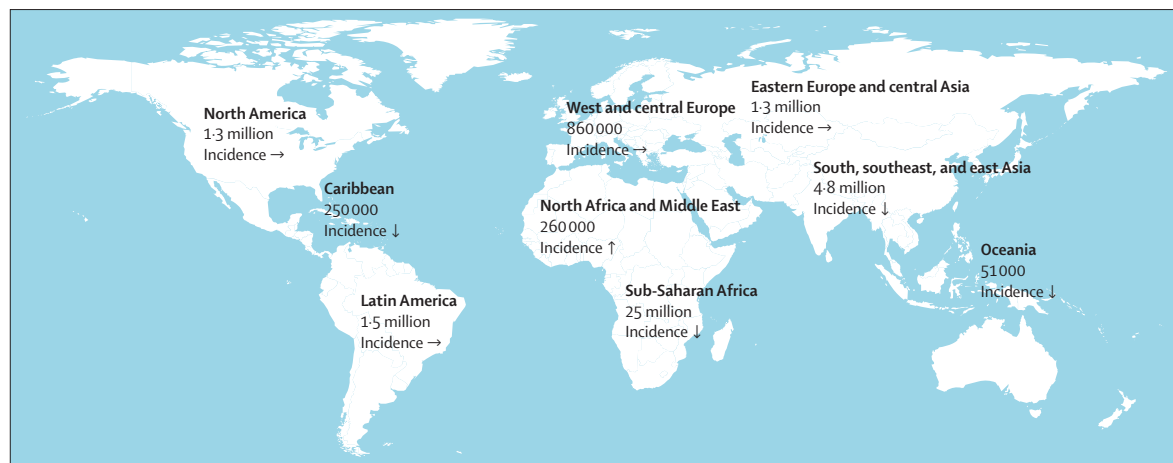 North America
1·3 million
Incidence →
Caribbean
250 000
Incidence ↓
Latin America
1·5 million
Incidence →
West and central Europe
860 000
Incidence →
North Africa and Middle East
260 000
Incidence ↑
Sub-Saharan Africa
25 million
Incidence ↓
Eastern Europe and central Asia
1·3 million
Incidence →
South, southeast, and east Asia
4·8 million
Incidence ↓
Oceania
51 000
Incidence ↓